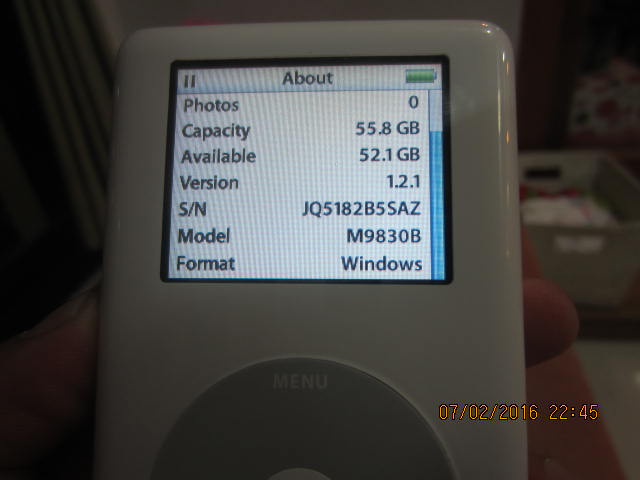 About
Photos 0
Capacity 55.8 GB
Available 52.1 GB
Version 1.2.1
S/N JQ5182B5SAZ
Model M9830B
Format Windows
MENU
07/02/2016 22:45